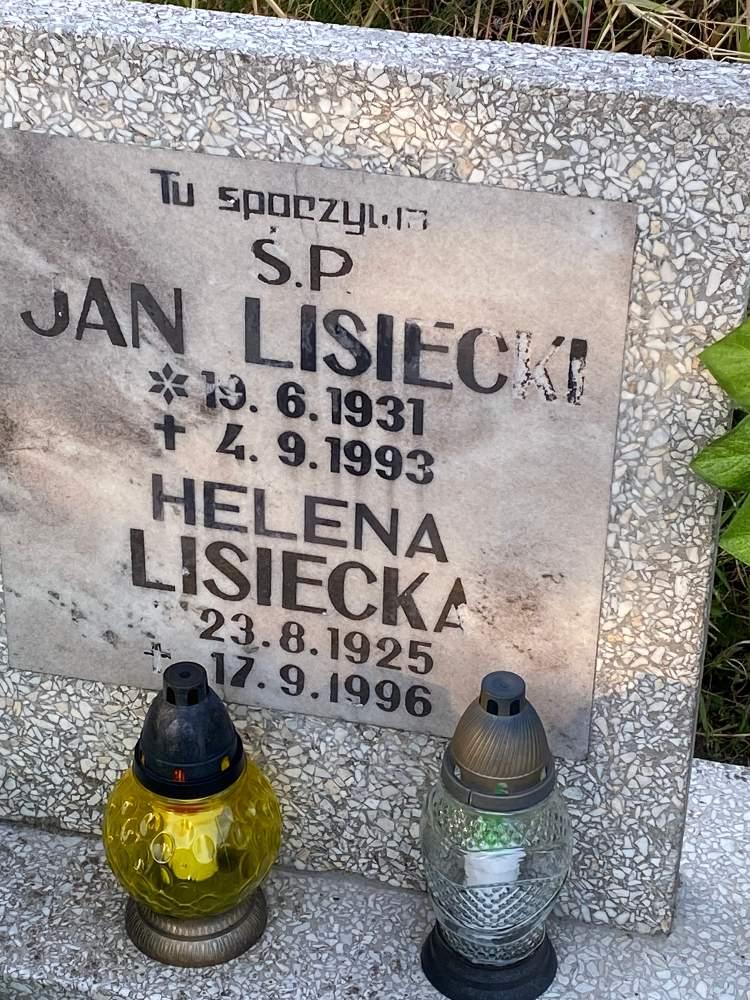 Tu spoczywa
Ś.P.
JAN LISIECKI
* 19. 6. 1931
† 4. 9. 1993
HELENA
LISIECKA
23. 8. 1925
† 17. 9. 1996